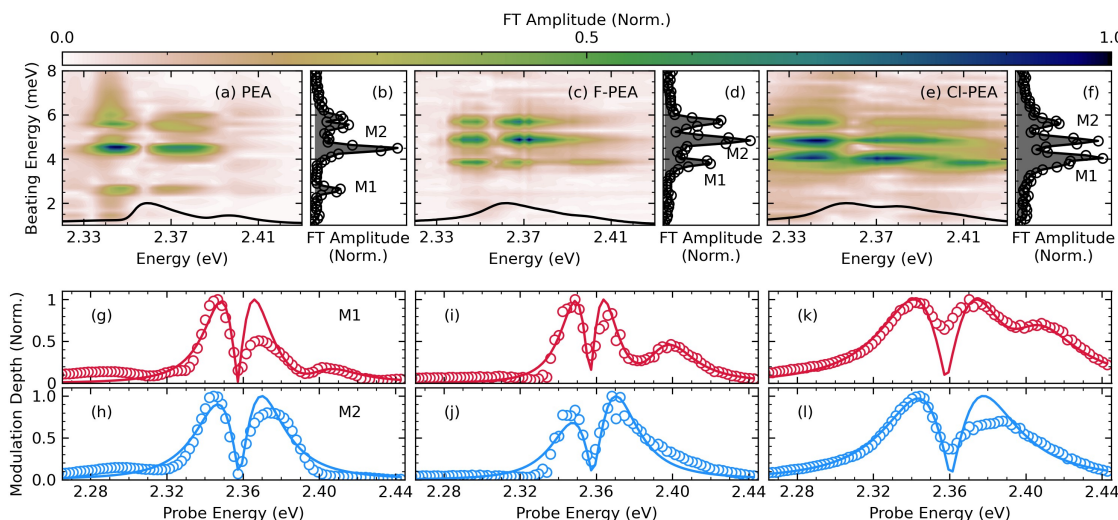 FT Amplitude (Norm.)
0.0 0.5 1.0
Beating Energy (meV)
8
6
4
2
(a) PEA
(b)
M2
M1
(c) F-PEA
(d)
M2
M1
(e) Cl-PEA
(f)
M2
M1
2.33 2.37 2.41
FT Amplitude
(Norm.)
2.33 2.37 2.41
FT Amplitude
(Norm.)
2.33 2.37 2.41
FT Amplitude
(Norm.)
Energy (eV) Energy (eV) Energy (eV)
Modulation Depth (Norm.)
1
0.5
0
(g) M1
(i)
(k)
1.0
0.5
0.0
(h) M2
(j)
(l)
2.28 2.32 2.36 2.40 2.44
2.28 2.32 2.36 2.40 2.44
2.28 2.32 2.36 2.40 2.44
Probe Energy (eV) Probe Energy (eV) Probe Energy (eV)